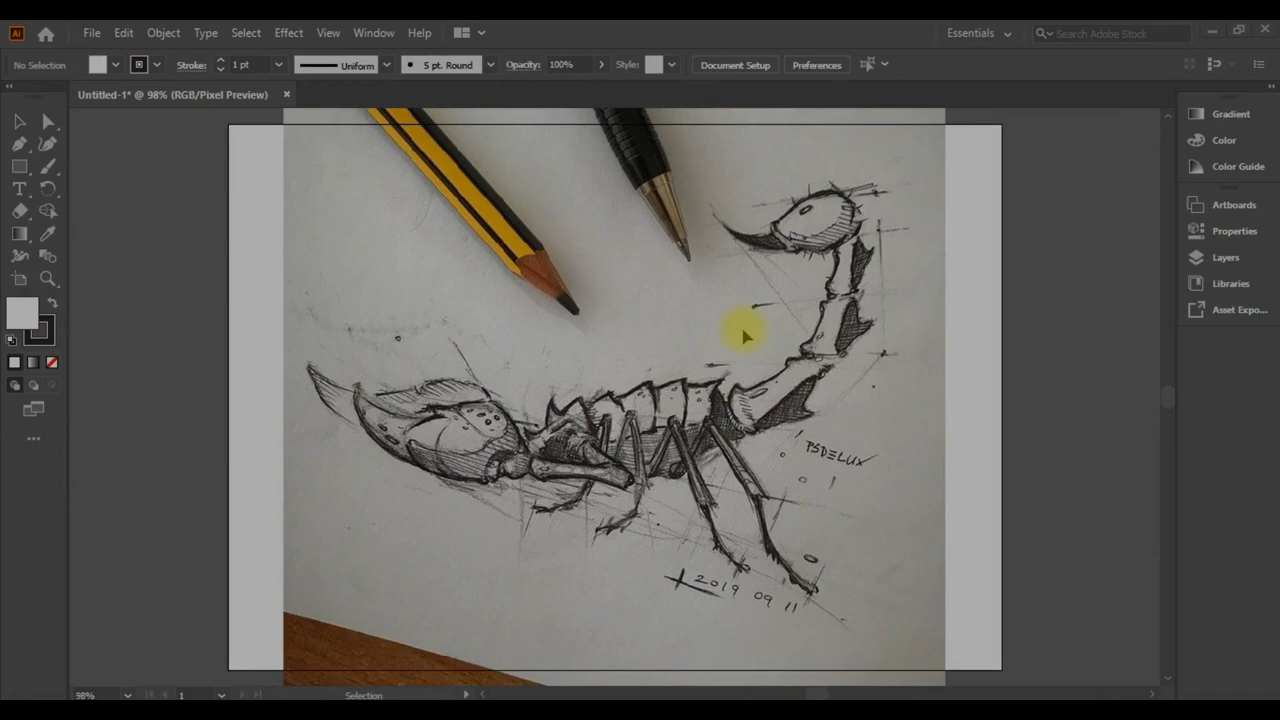 Ai File Edit Object Type Select Effect View Window Help Essentials Search Adobe Stock
No Selection Stroke: 1 pt Uniform 5 pt. Round Opacity: 100% Style: Document Setup Preferences
Untitled-1* @ 98% (RGB/Pixel Preview)
Gradient
Color
Color Guide
Artboards
Properties
Layers
Libraries
Asset Expo...
PSDELUX
2019 09 11
98% 1 Selection